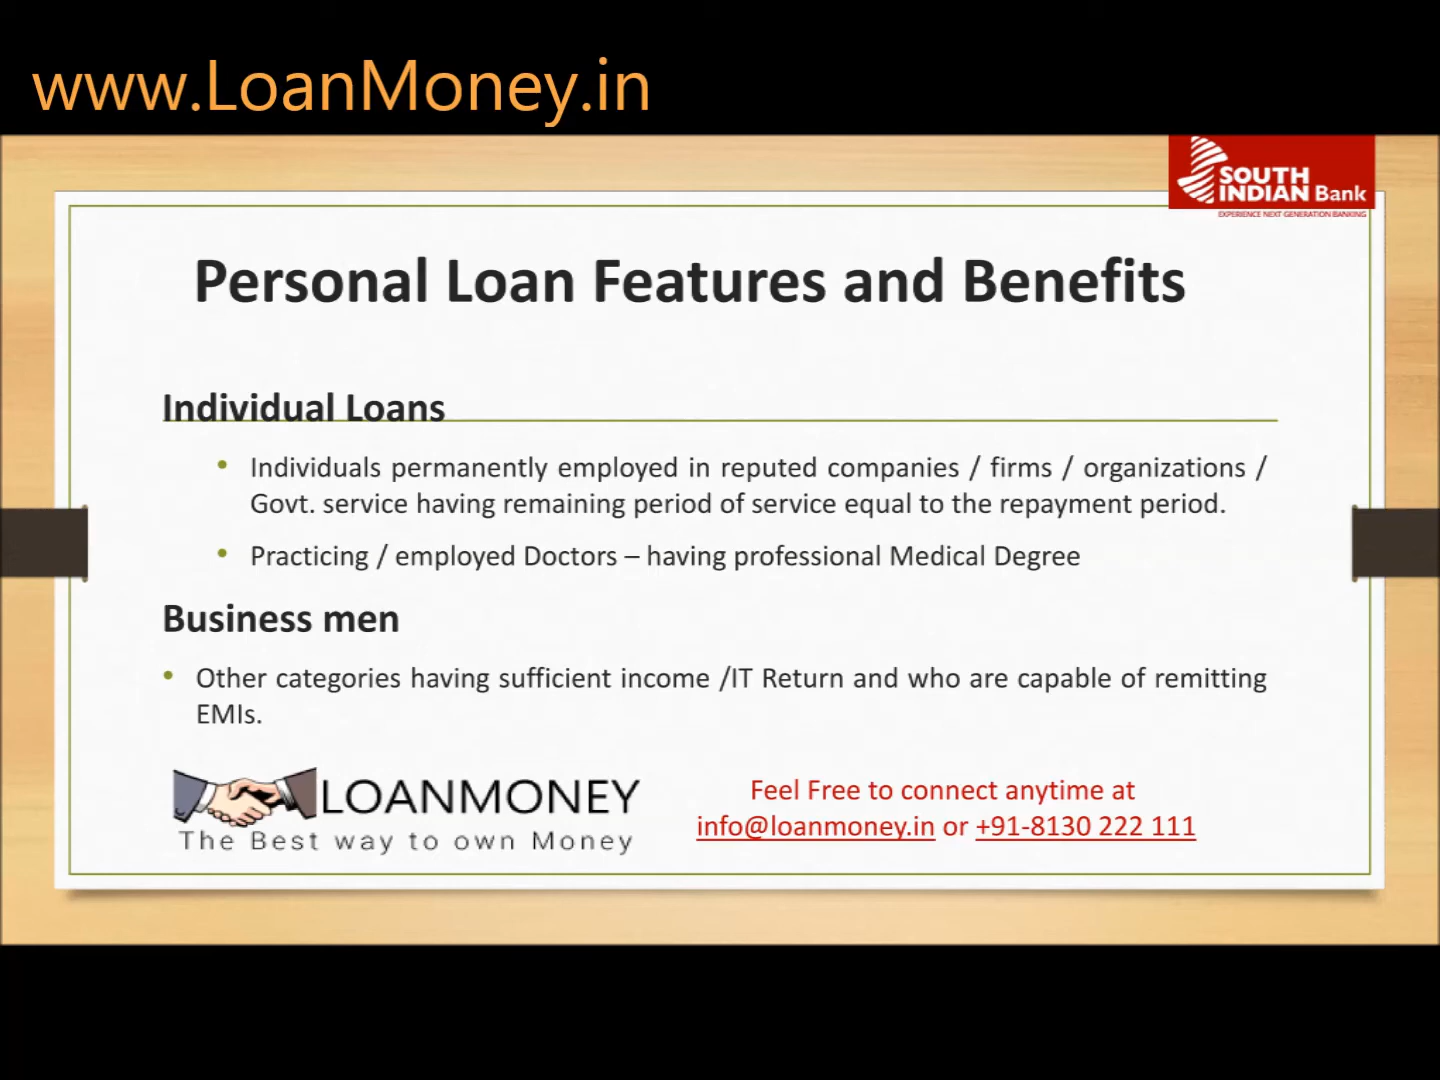 www.LoanMoney.in
SOUTH
INDIAN Bank
EXPERIENCE NEXT GENERATION BANKING
Personal Loan Features and Benefits
Individual Loans
• Individuals permanently employed in reputed companies / firms / organizations /
Govt. service having remaining period of service equal to the repayment period.
• Practicing / employed Doctors – having professional Medical Degree
Business men
• Other categories having sufficient income /IT Return and who are capable of remitting
EMIs.
LOANMONEY
The Best way to own Money
Feel Free to connect anytime at
info@loanmoney.in or +91-8130 222 111